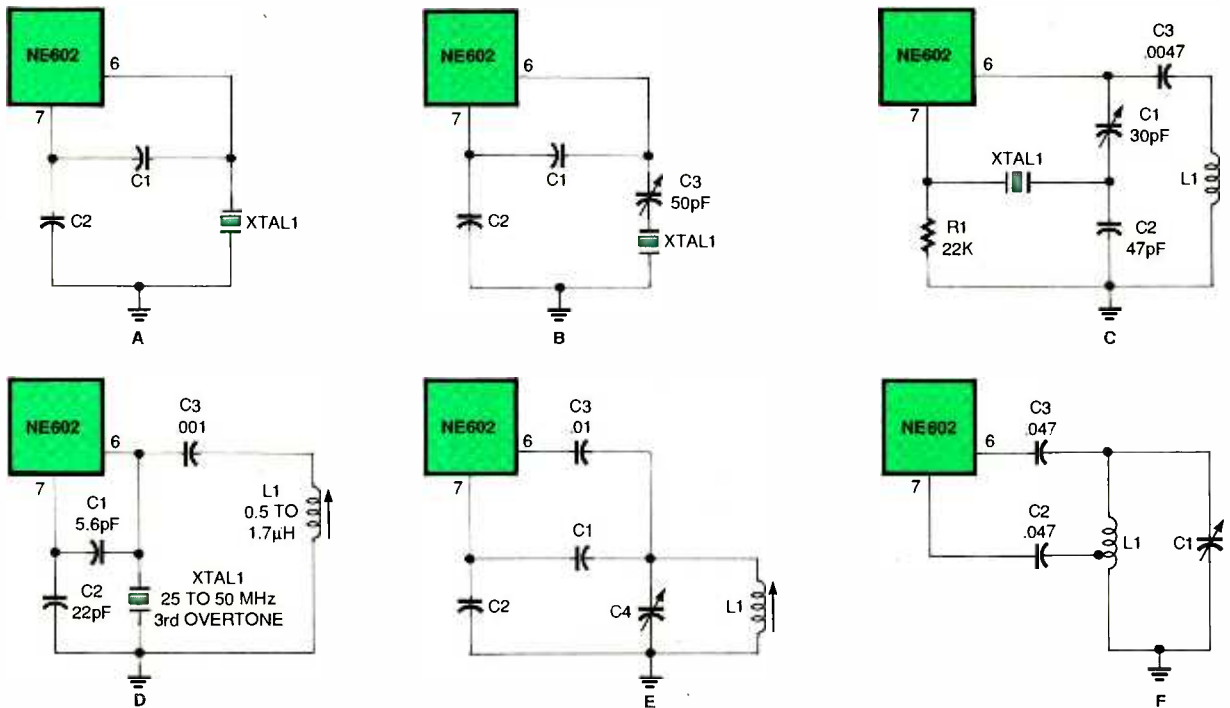 NE602
6
7
C1
C2
XTAL1
A
NE602
6
7
C1
C3
50pF
C2
XTAL1
B
NE602
6
7
C3
.0047
C1
30pF
XTAL1
L1
R1
22K
C2
47pF
C
NE602
6
7
C3
001
L1
0.5 TO
1.7µH
C1
5.6pF
C2
22pF
XTAL1
25 TO 50 MHz
3rd OVERTONE
D
NE602
6
7
C3
.01
C1
C2
C4
L1
E
NE602
6
7
C3
.047
C2
.047
L1
C1
F